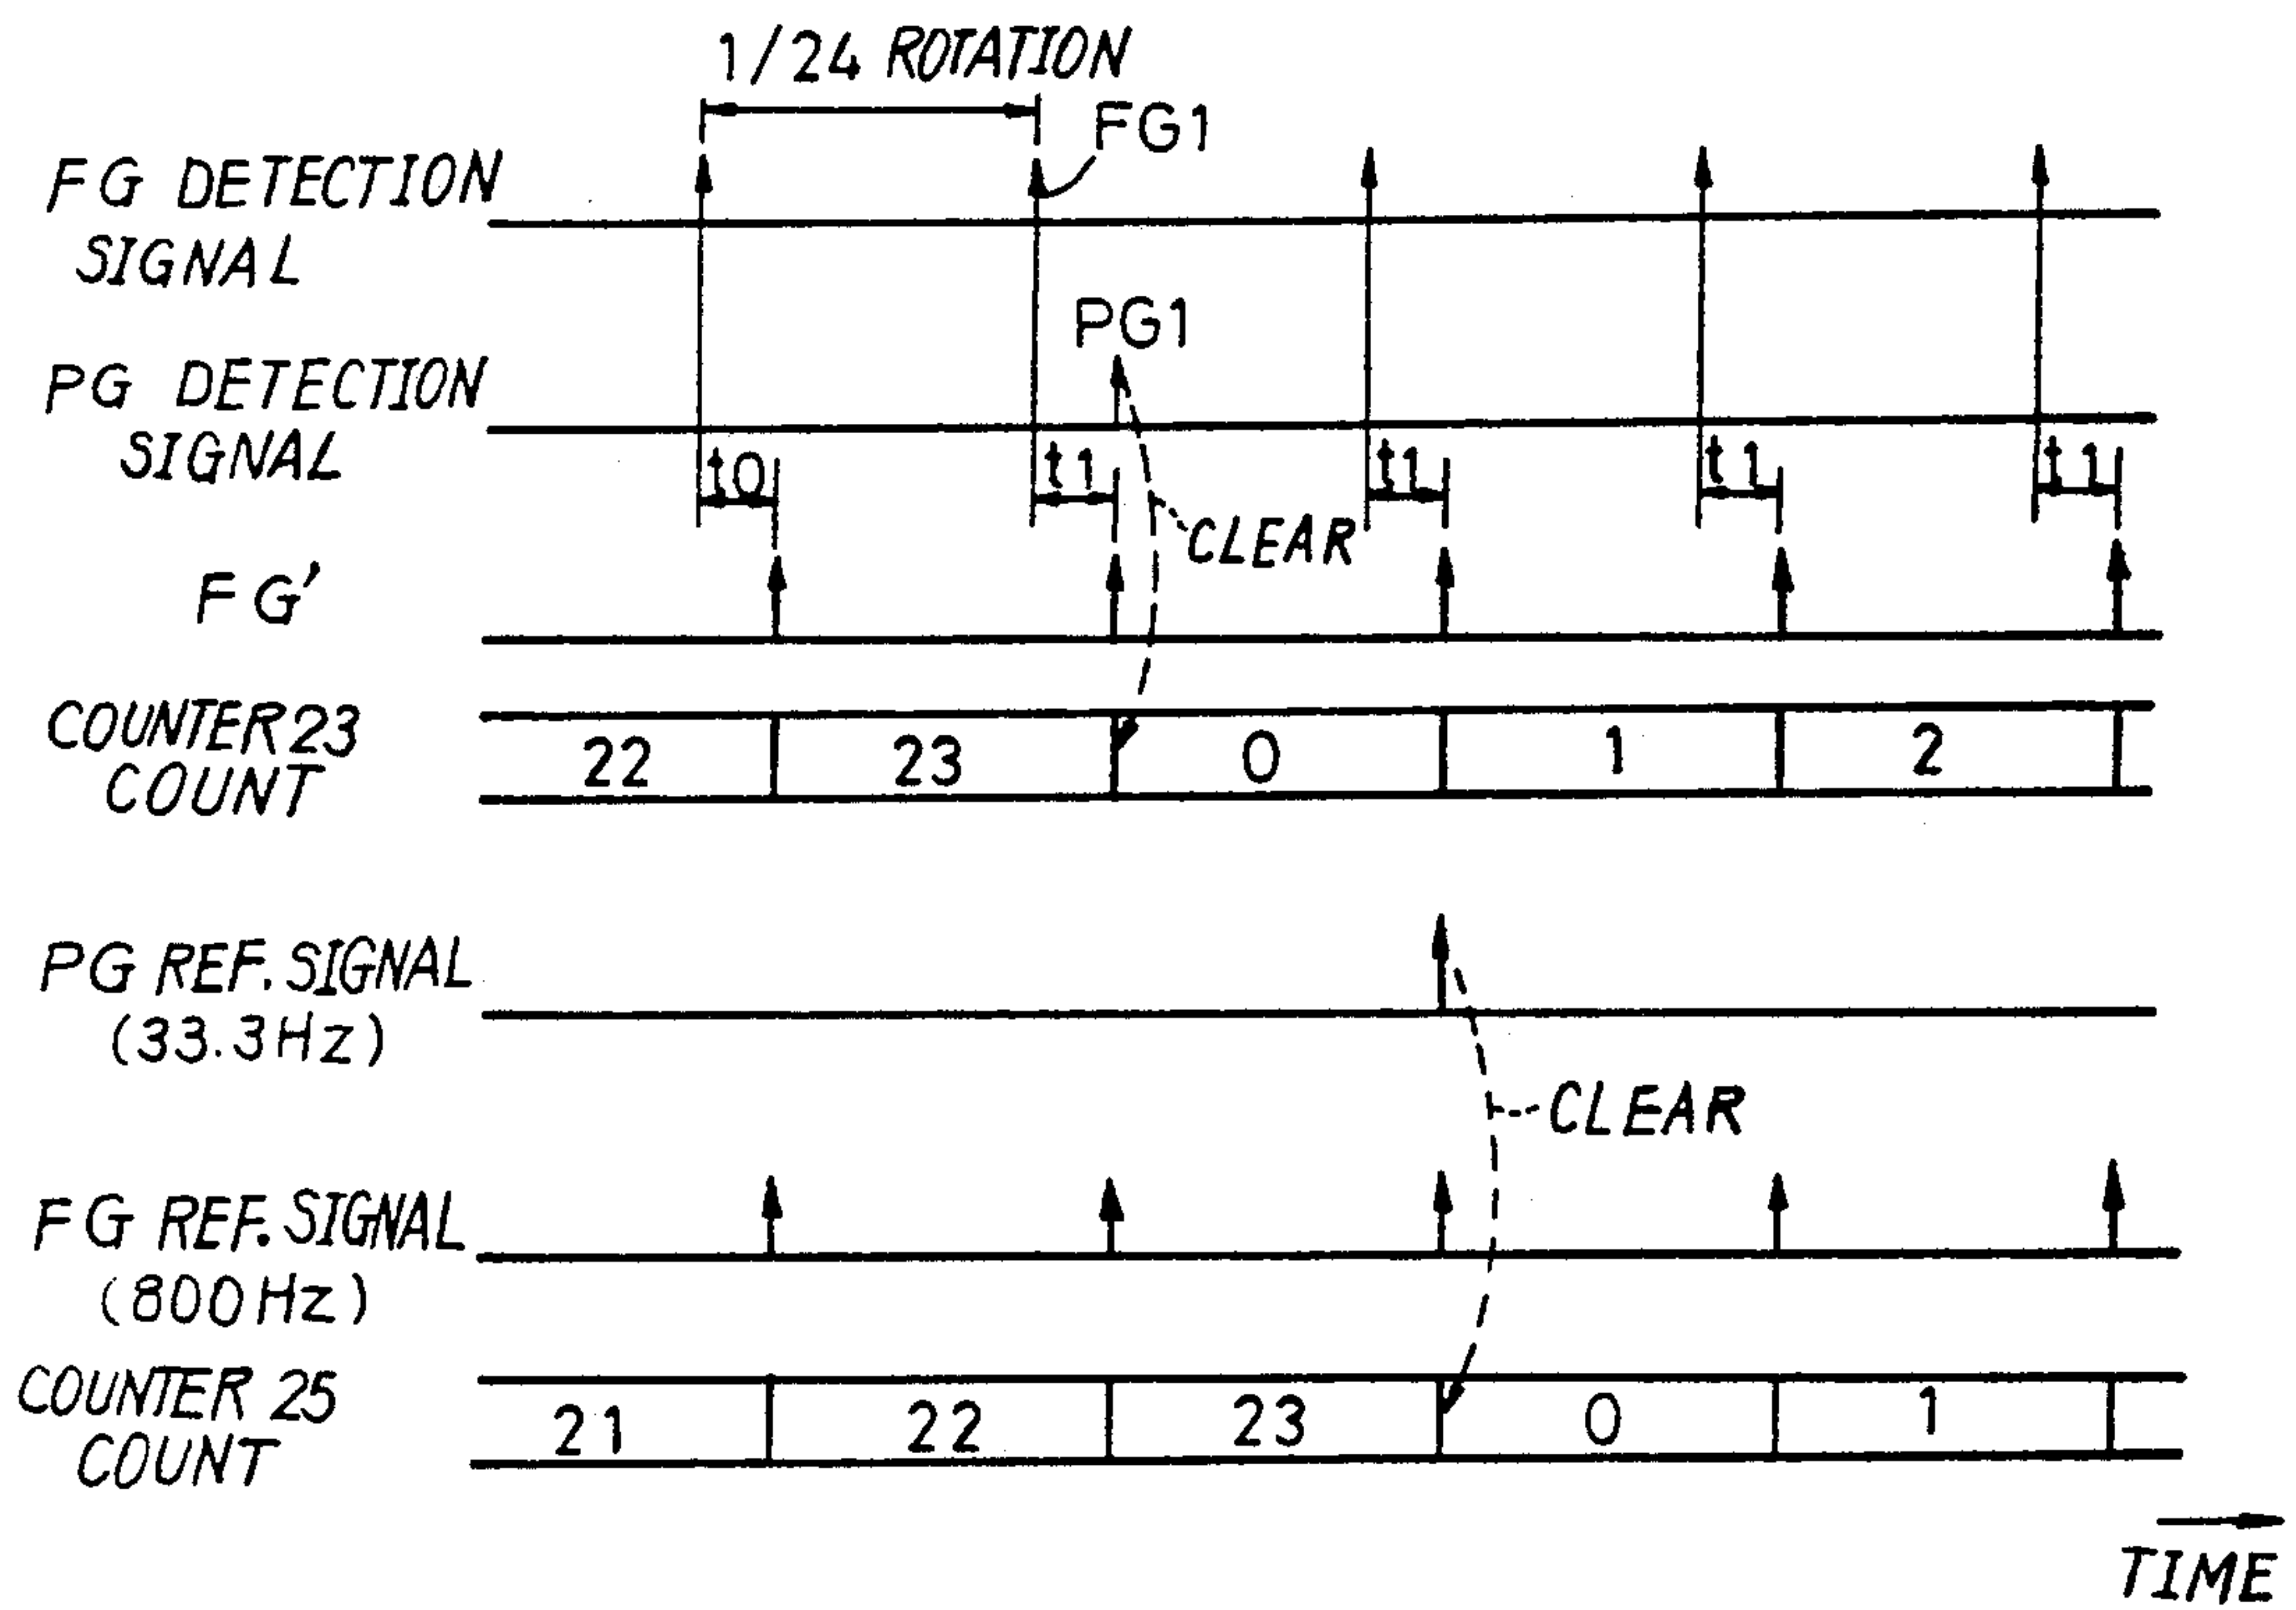 1/24 ROTATION
FG1
FG DETECTION
SIGNAL
PG1
PG DETECTION
SIGNAL
t0 t1 t1 t1 t1
CLEAR
FG'
COUNTER 23
COUNT
22 23 0 1 2
PG REF. SIGNAL
(33.3Hz)
CLEAR
FG REF. SIGNAL
(800Hz)
COUNTER 25
COUNT
21 22 23 0 1
TIME